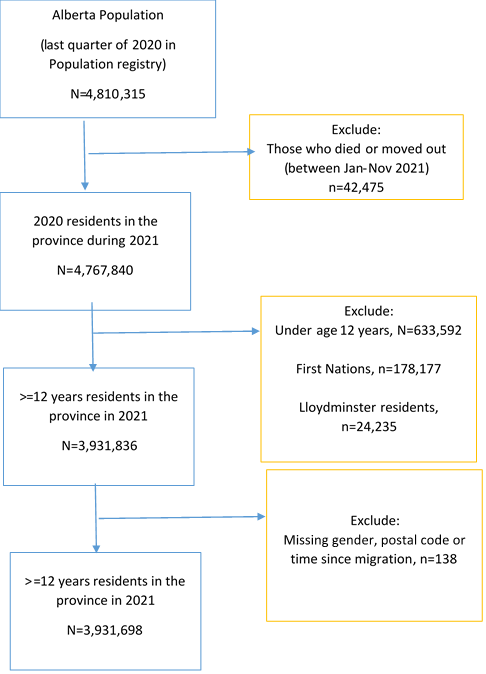 Alberta Population
(last quarter of 2020 in
Population registry)
N=4,810,315
Exclude:
Those who died or moved out
(between Jan-Nov 2021)
n=42,475
2020 residents in the
province during 2021
N=4,767,840
Exclude:
Under age 12 years, N=633,592
First Nations, n=178,177
Lloydminster residents,
n=24,235
>=12 years residents in the
province in 2021
N=3,931,836
Exclude:
Missing gender, postal code or
time since migration, n=138
>=12 years residents in the
province in 2021
N=3,931,698